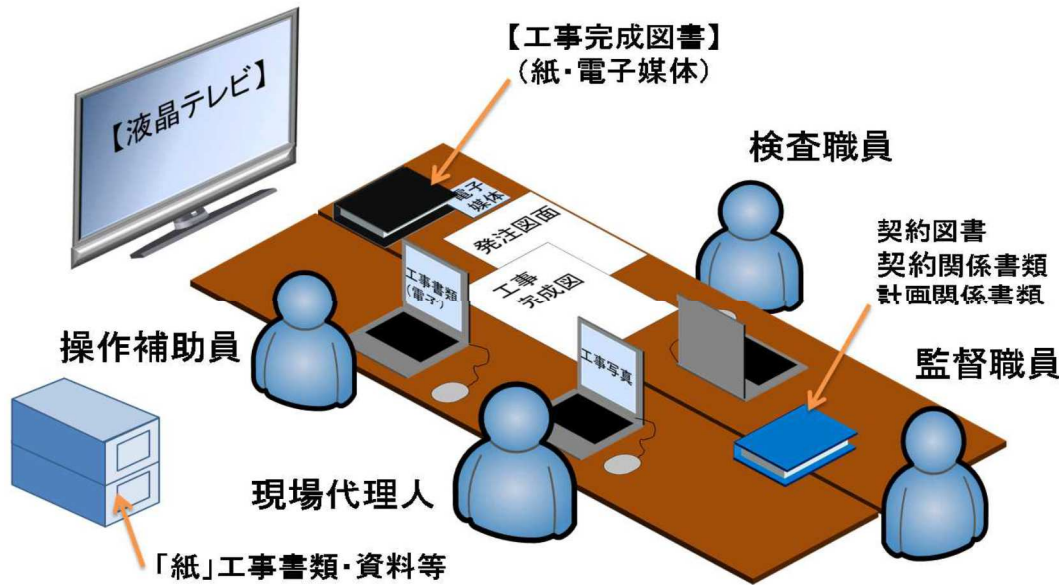 【工事完成図書】
(紙・電子媒体)
【液晶テレビ】
検査職員
電子
媒体
発注図面
契約図書
契約関係書類
計画関係書類
工事
完成図
工事書類
(電子)
操作補助員
工事写真
監督職員
現場代理人
「紙」工事書類・資料等